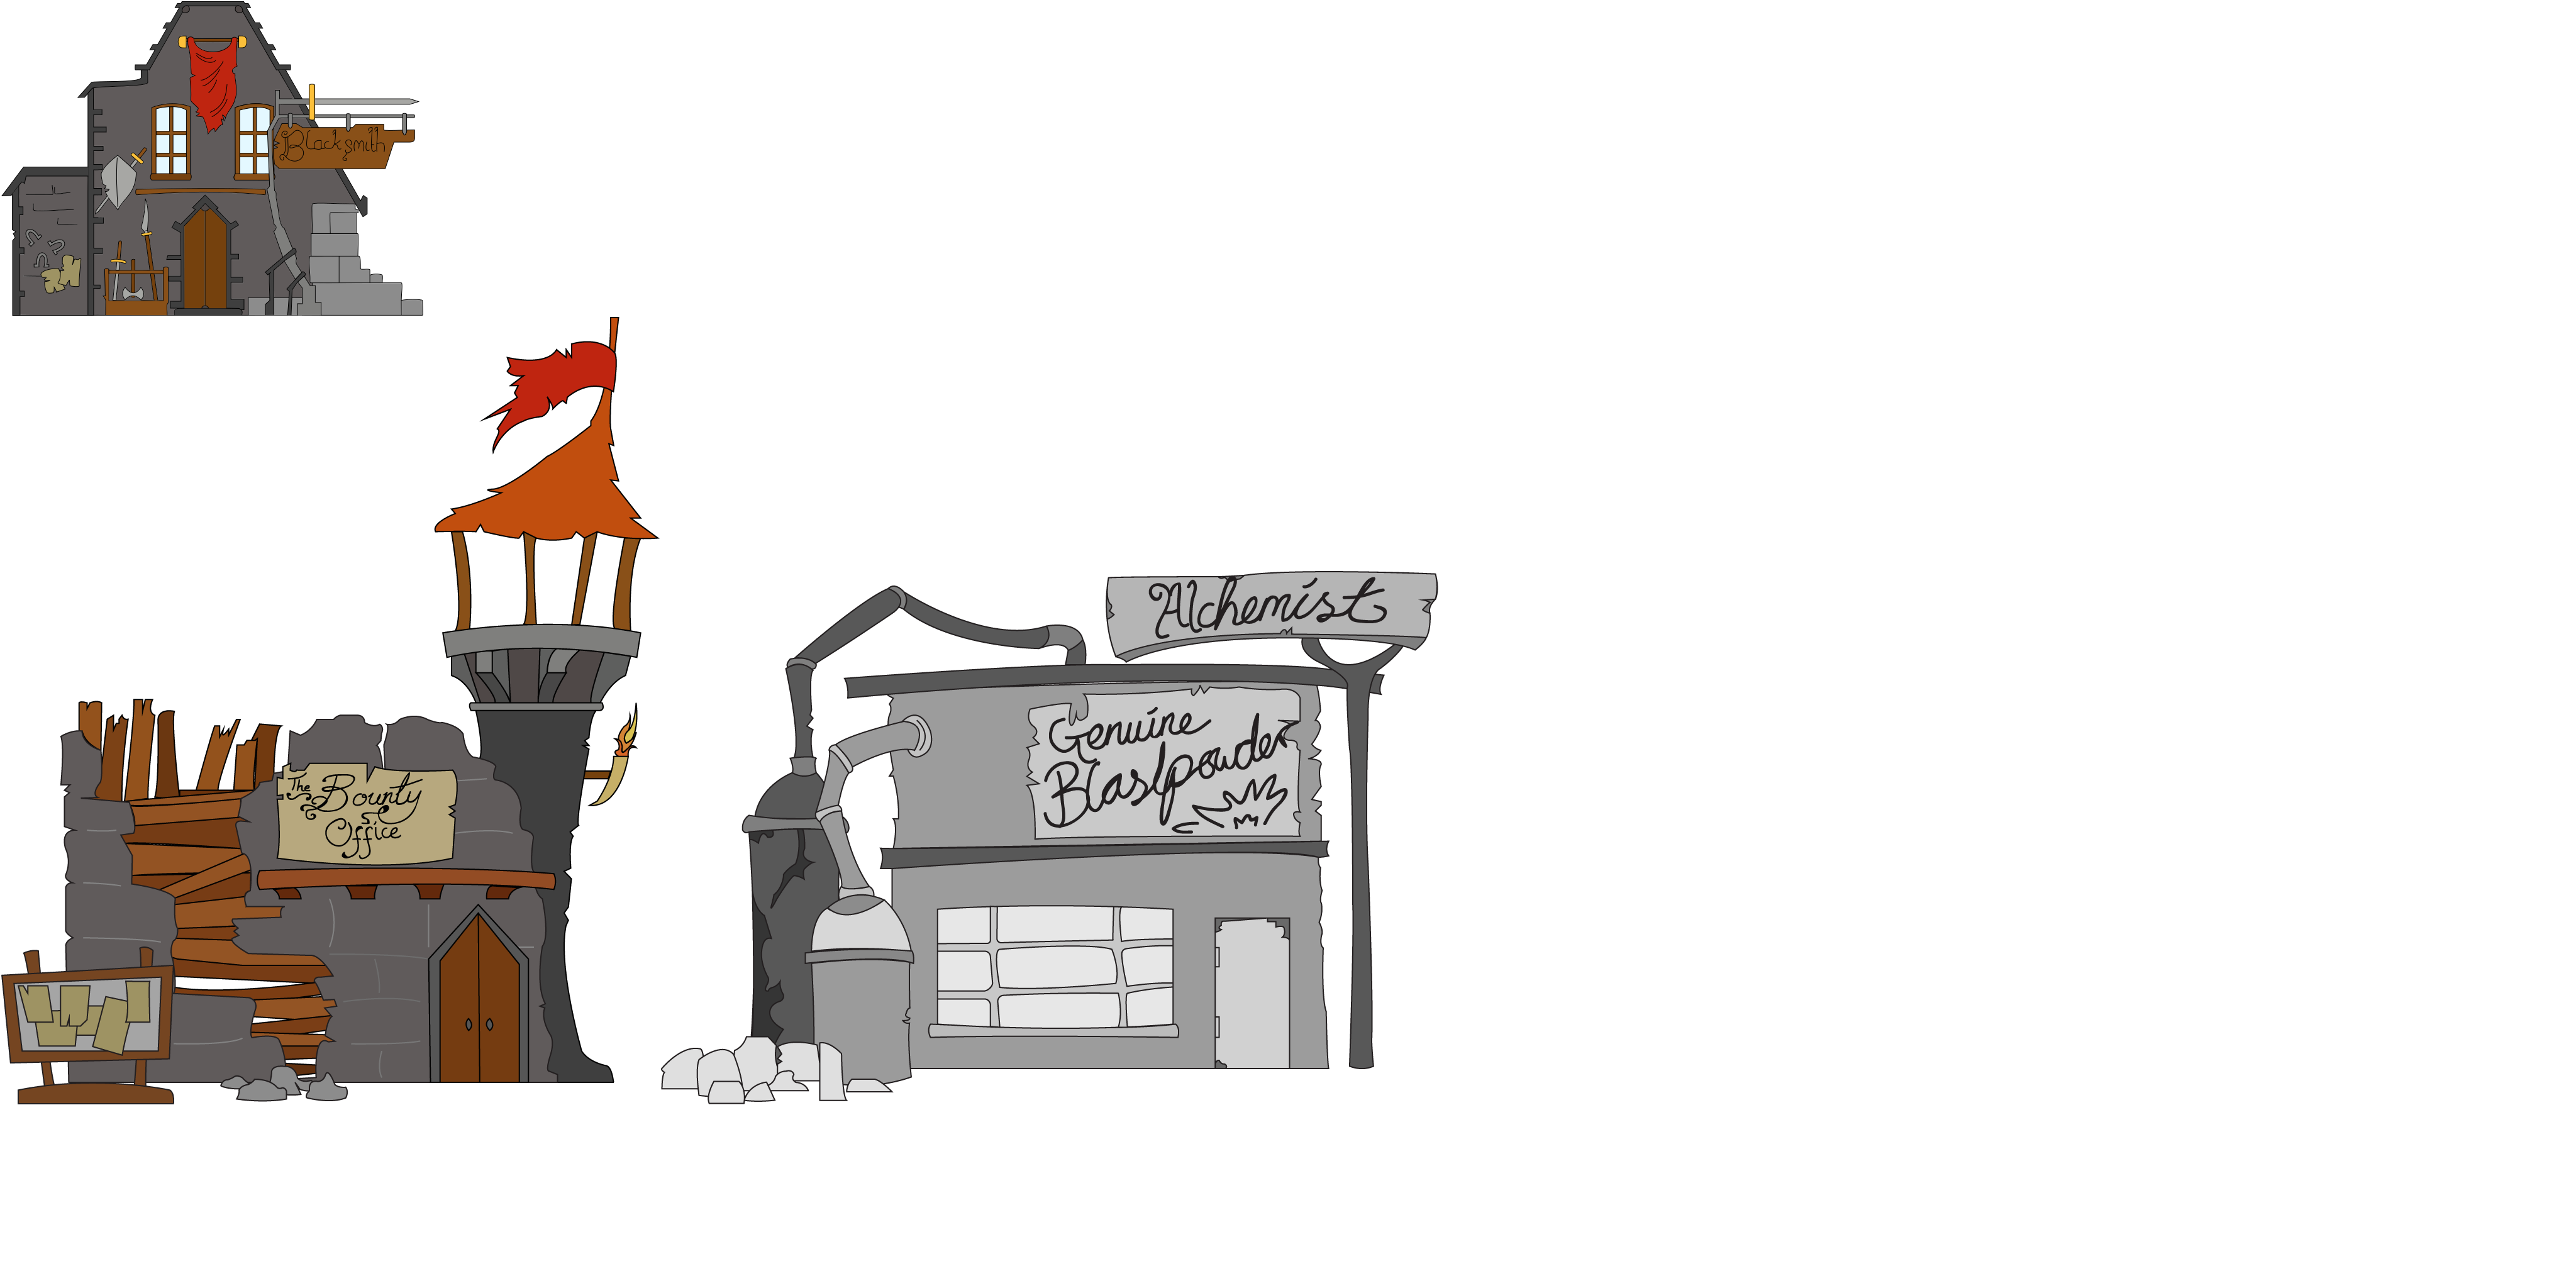 Blacksmith
The Bounty
Office
Alchemist
Genuine
Blastpowder